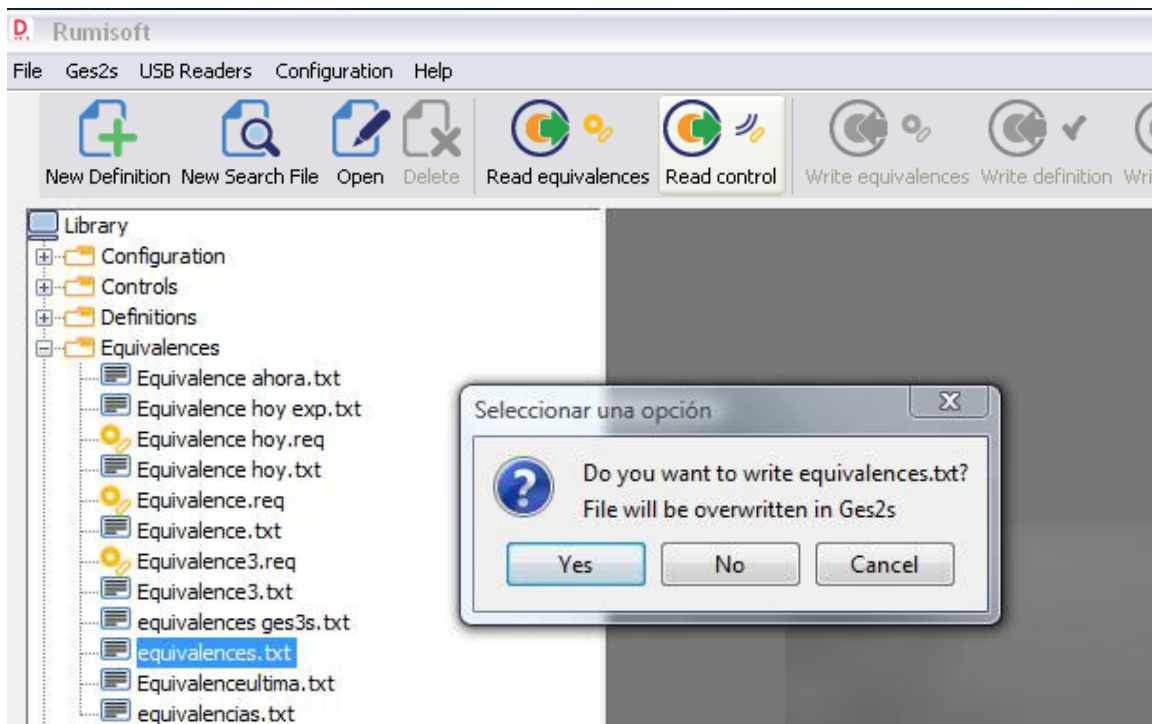 Rumisoft
File Ges2s USB Readers Configuration Help
New Definition New Search File Open Delete Read equivalences Read control Write equivalences Write definition Wri
Library
Configuration
Controls
Definitions
Equivalences
Equivalence ahora.txt
Equivalence hoy exp.txt
Equivalence hoy.req
Equivalence hoy.txt
Equivalence.req
Equivalence.txt
Equivalence3.req
Equivalence3.txt
equivalences ges3s.txt
equivalences.txt
Equivalenceultima.txt
equivalencias.txt
Seleccionar una opción
Do you want to write equivalences.txt?
File will be overwritten in Ges2s
Yes No Cancel